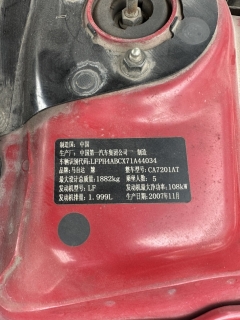 制造国：中国
生产厂：中国第一汽车集团公司 制造
车辆识别代码：LFPH4ABCX71A44034
品牌：马自达 牌 整车型号：CA7201AT
最大设计总质量：1882kg 乘坐人数：5
发动机型号：LF 发动机最大净功率：108kW
发动机排量：1.999L 生产日期：2007年11月